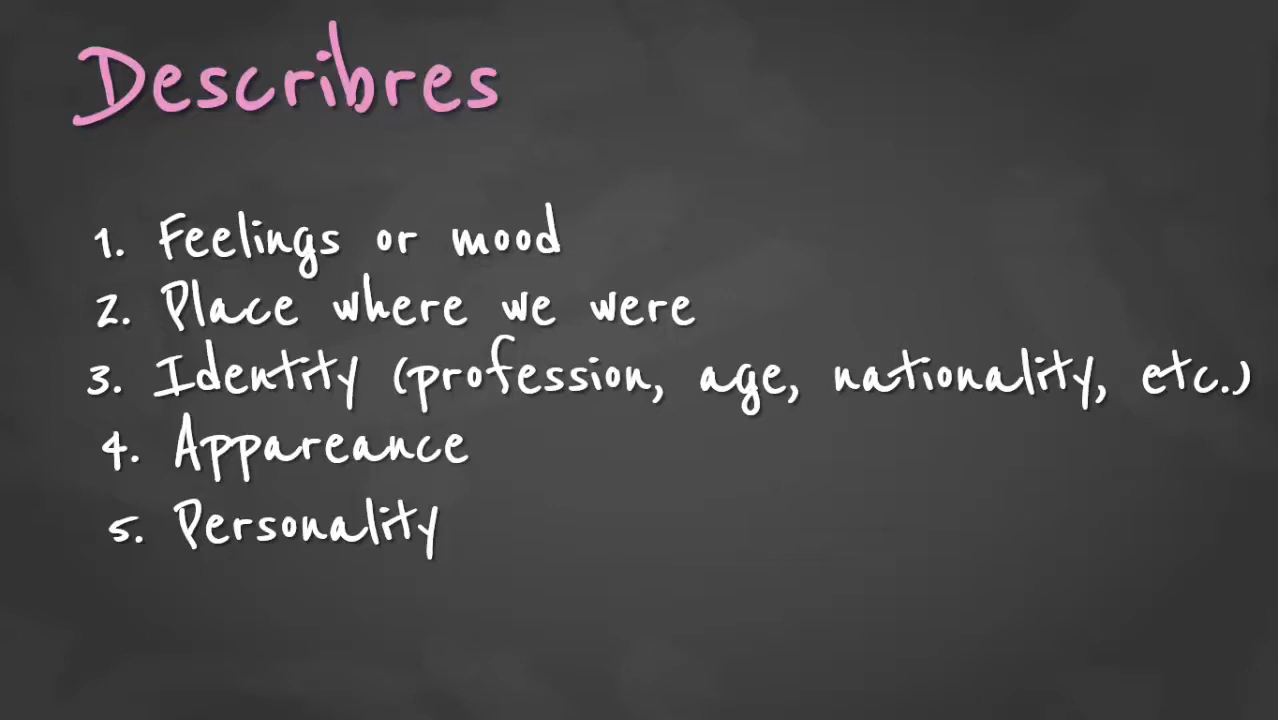 Describres
1. Feelings or mood
2. Place where we were
3. Identity (profession, age, nationality, etc.)
4. Appareance
5. Personality